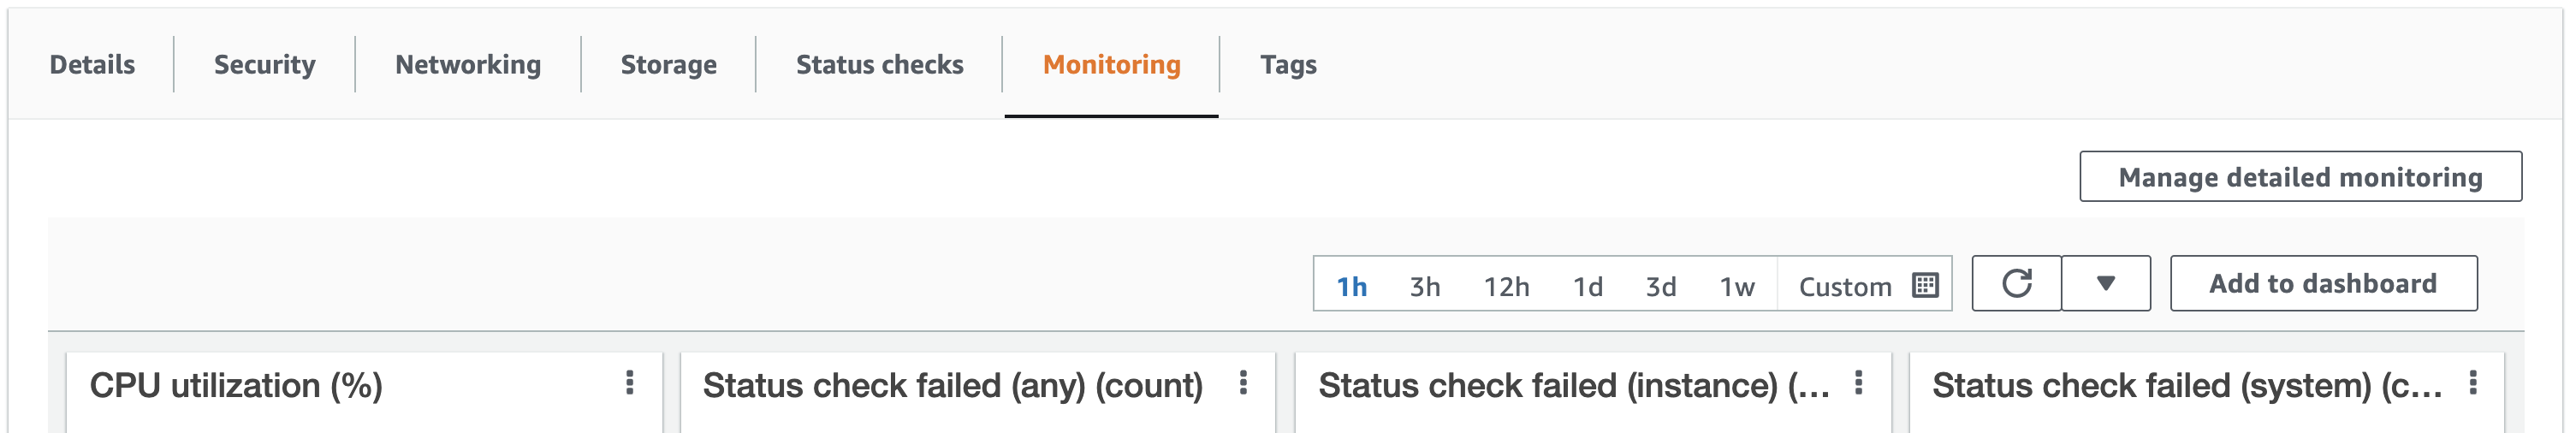 Details Security Networking Storage Status checks Monitoring Tags
Manage detailed monitoring
1h 3h 12h 1d 3d 1w Custom Add to dashboard
CPU utilization (%) Status check failed (any) (count) Status check failed (instance) (... Status check failed (system) (c...